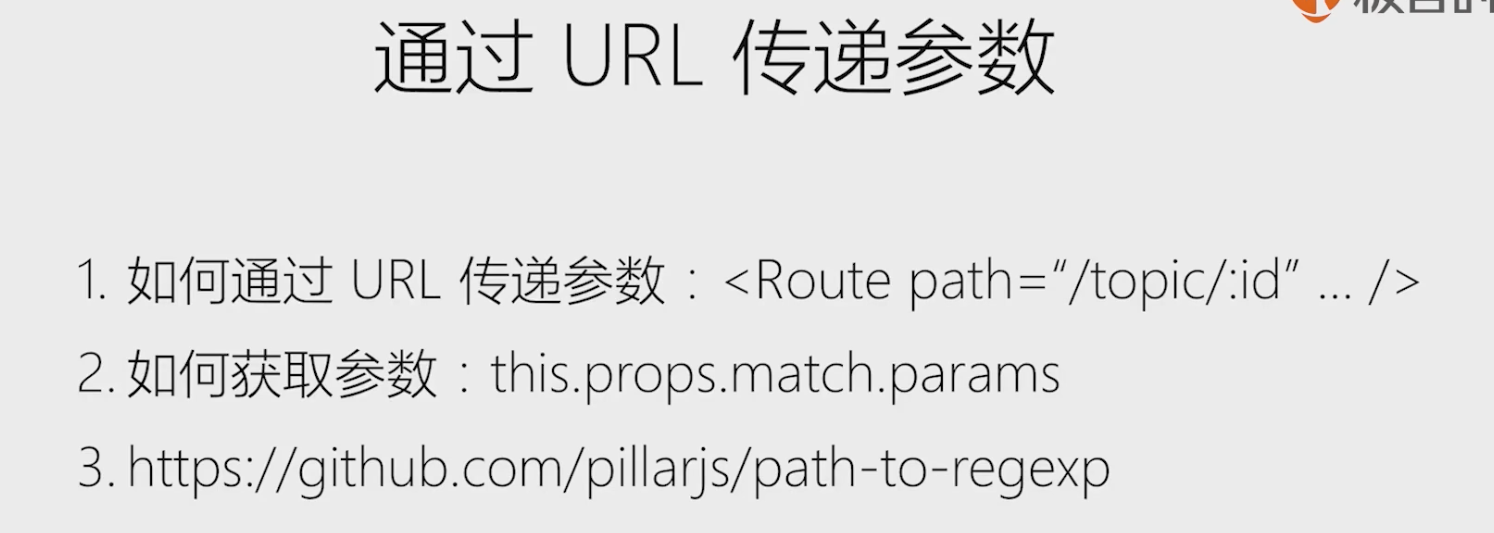 通过 URL 传递参数
1. 如何通过 URL 传递参数：<Route path=“/topic/:id” ... />
2. 如何获取参数：this.props.match.params
3. https://github.com/pillarjs/path-to-regexp